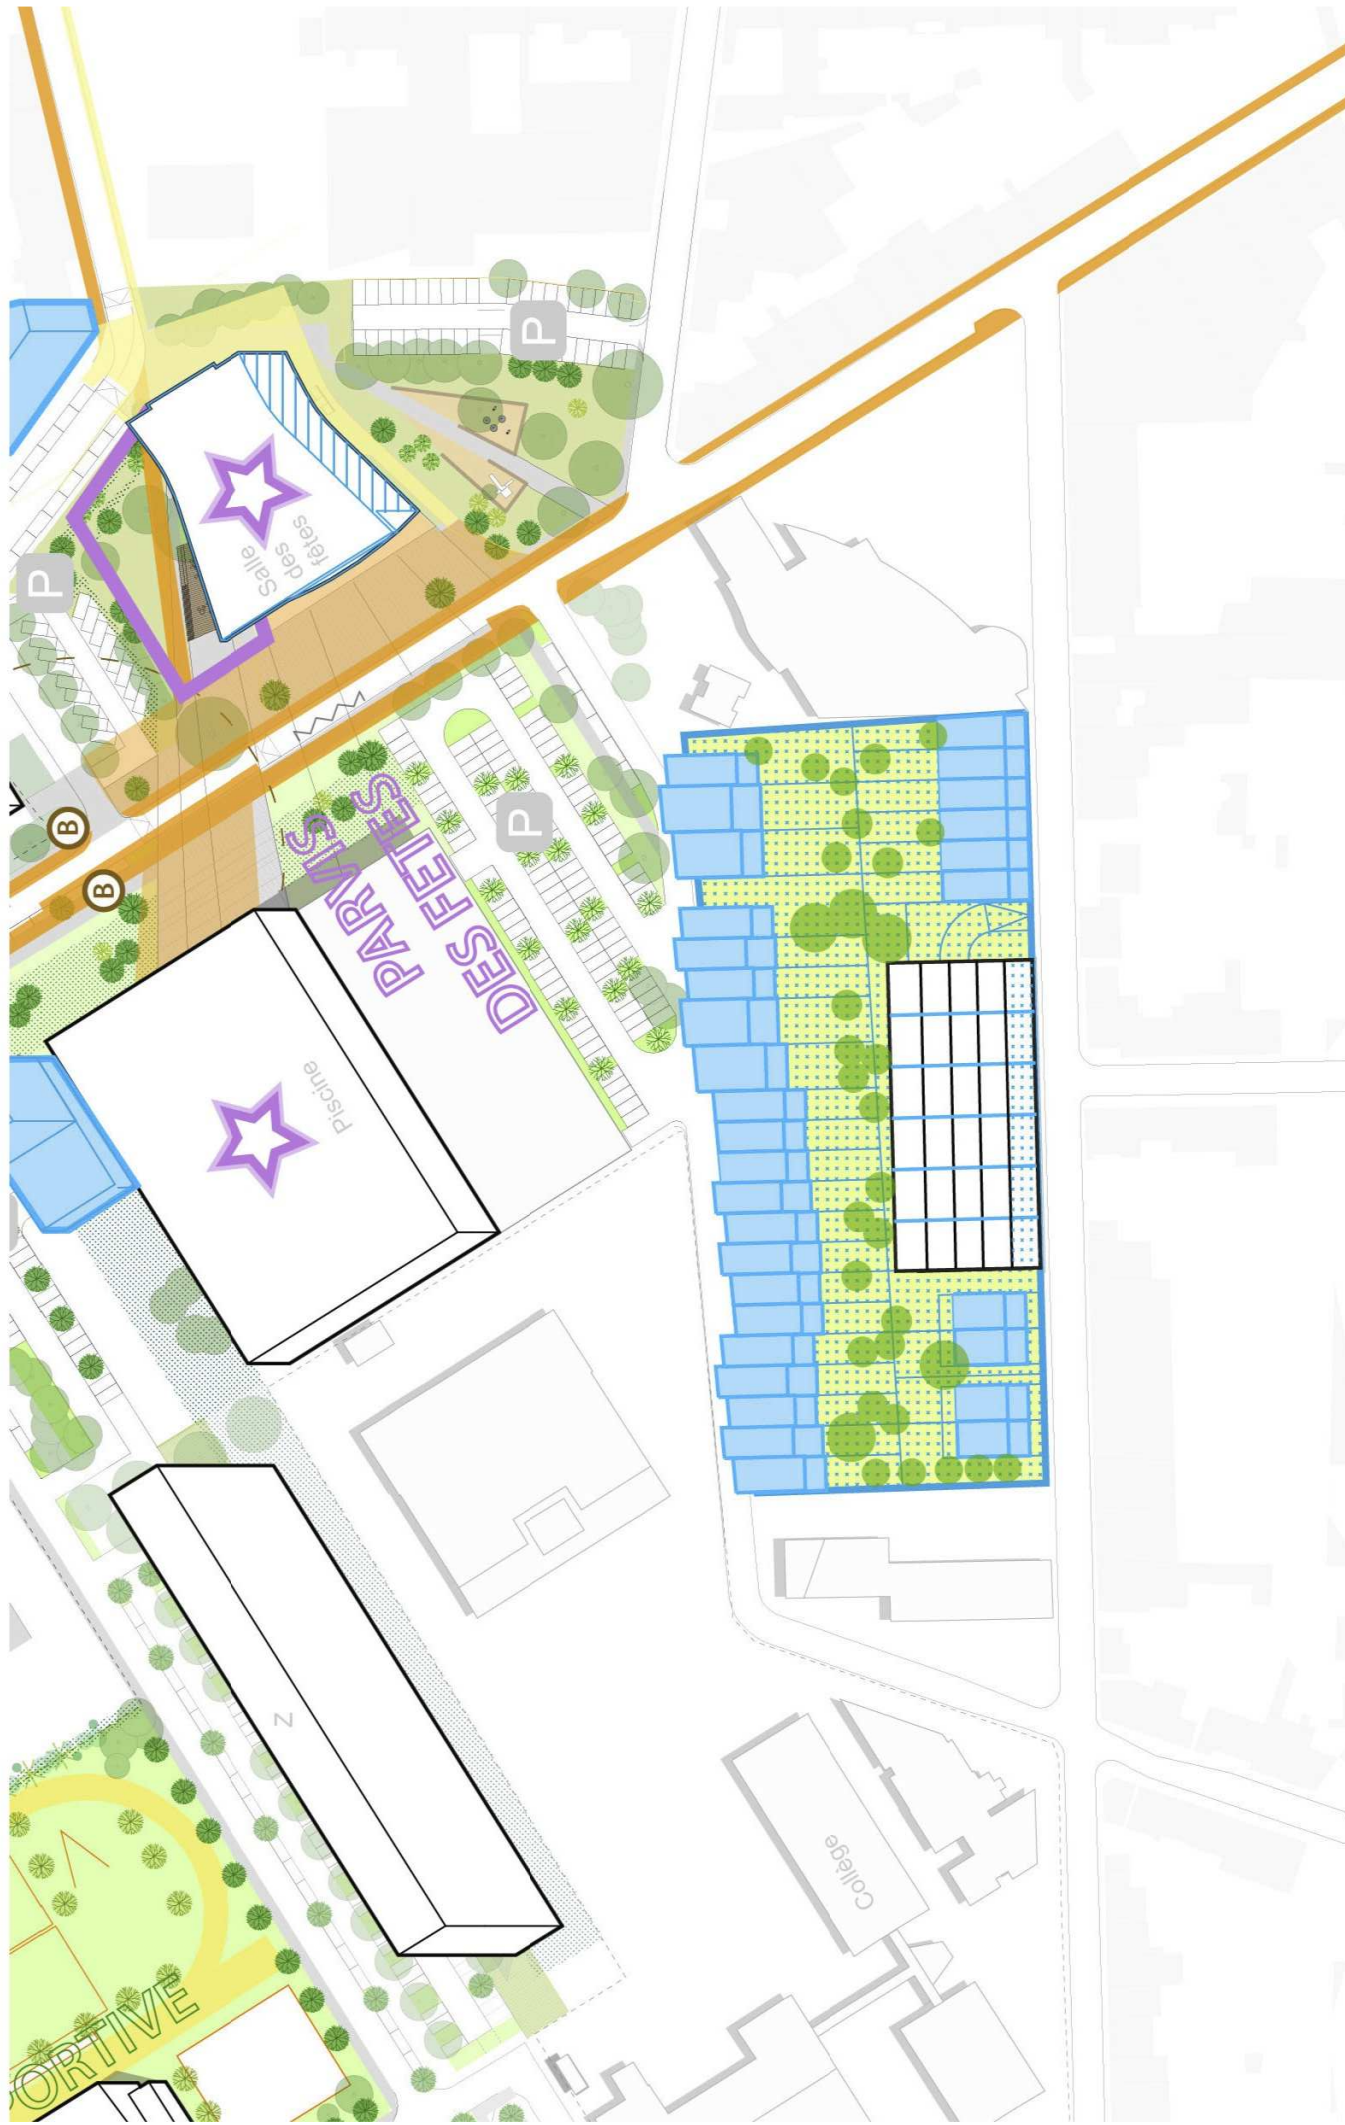 P
Salle
des
fêtes
P
B
B
P
PARVIS
DES FETES
Piscine
Z
Collège
ORTIVE